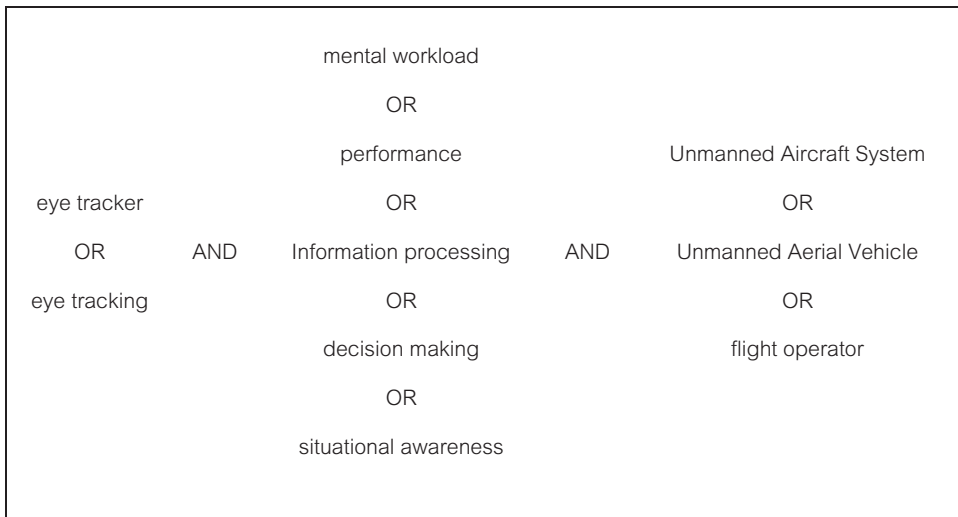 mental workload
OR
performance Unmanned Aircraft System
eye tracker OR OR
OR AND Information processing AND Unmanned Aerial Vehicle
eye tracking OR OR
decision making flight operator
OR
situational awareness